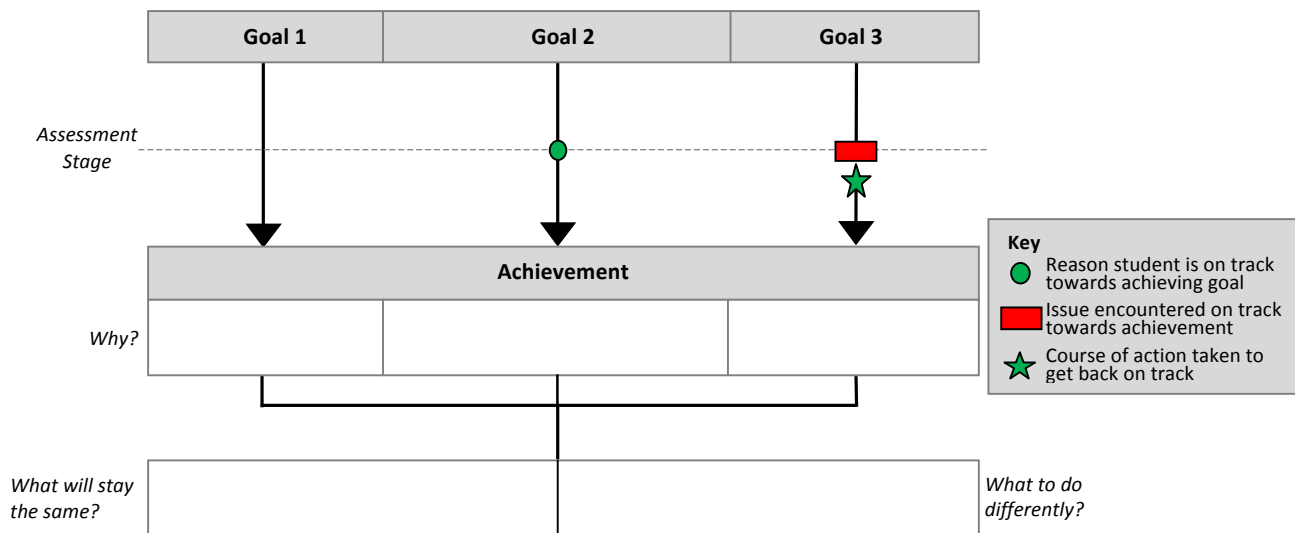 Goal 1
Goal 2
Goal 3
Assessment
Stage
Achievement
Key
Reason student is on track
towards achieving goal
Issue encountered on track
towards achievement
Course of action taken to
get back on track
Why?
What will stay
the same?
What to do
differently?